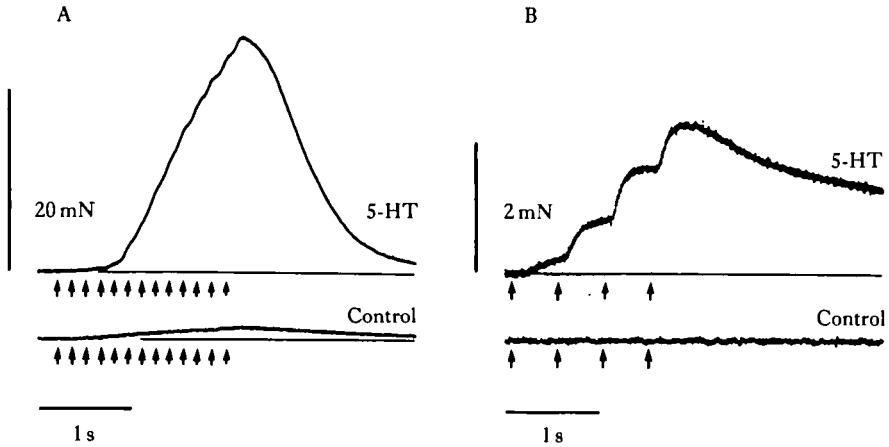 A
20 mN
5-HT
Control
1 s
B
2 mN
5-HT
Control
1 s